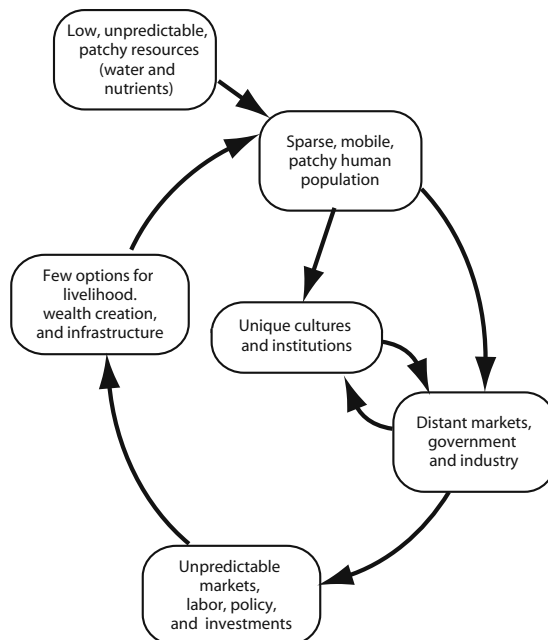 Low, unpredictable,
patchy resources
(water and
nutrients)
Sparse, mobile,
patchy human
population
Few options for
livelihood.
wealth creation,
and infrastructure
Unique cultures
and institutions
Distant markets,
government
and industry
Unpredictable
markets,
labor, policy,
and investments